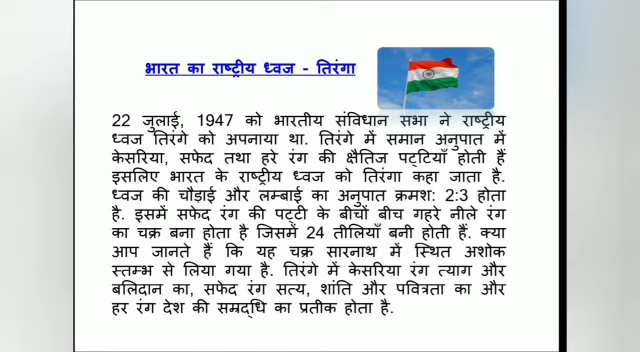 भारत का राष्ट्रीय ध्वज - तिरंगा
22 जुलाई, 1947 को भारतीय संविधान सभा ने राष्ट्रीय
ध्वज तिरंगे को अपनाया था. तिरंगे में समान अनुपात में
केसरिया, सफेद तथा हरे रंग की क्षैतिज पट्टियाँ होती हैं
इसलिए भारत के राष्ट्रीय ध्वज को तिरंगा कहा जाता है.
ध्वज की चौड़ाई और लम्बाई का अनुपात क्रमश: 2:3 होता
है. इसमें सफेद रंग की पट्टी के बीचों बीच गहरे नीले रंग
का चक्र बना होता है जिसमें 24 तीलियाँ बनी होती हैं. क्या
आप जानते हैं कि यह चक्र सारनाथ में स्थित अशोक
स्तम्भ से लिया गया है. तिरंगे में केसरिया रंग त्याग और
बलिदान का, सफेद रंग सत्य, शांति और पवित्रता का और
हर रंग देश की सम्रद्धि का प्रतीक होता है.